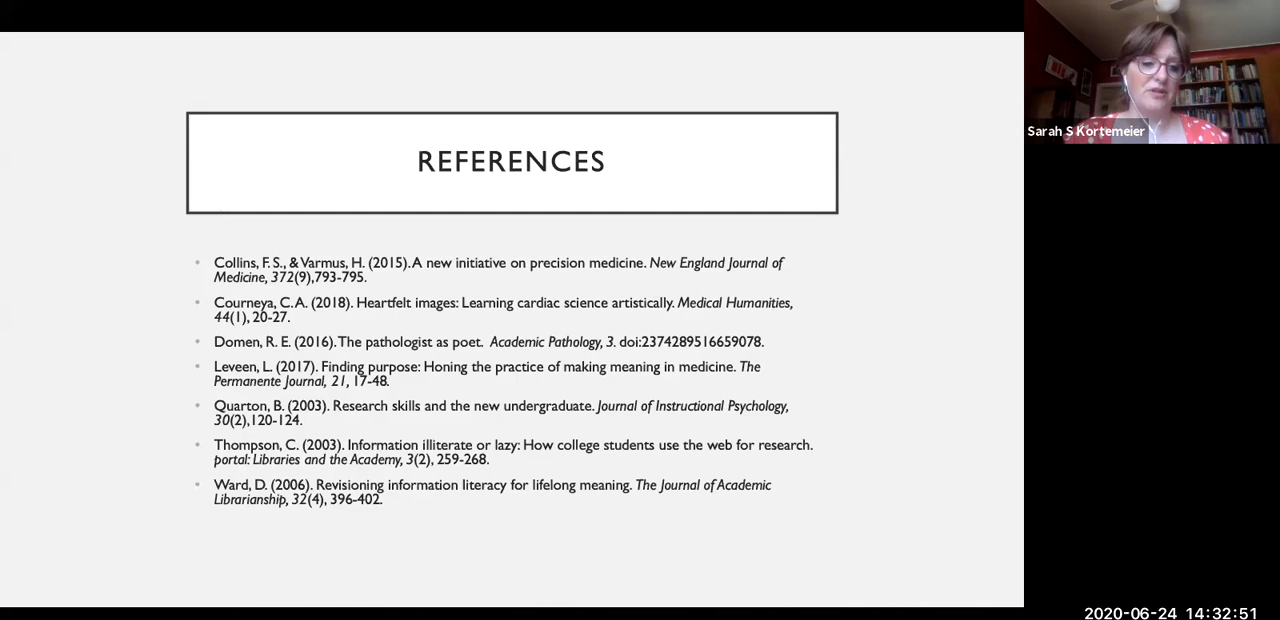 REFERENCES
Collins, F. S., & Varmus, H. (2015). A new initiative on precision medicine. New England Journal of
Medicine, 372(9),793-795.
Courneya, C. A. (2018). Heartfelt images: Learning cardiac science artistically. Medical Humanities,
44(1), 20-27.
Domen, R. E. (2016). The pathologist as poet. Academic Pathology, 3. doi:2374289516659078.
Leveen, L. (2017). Finding purpose: Honing the practice of making meaning in medicine. The
Permanente Journal, 21, 17-48.
Quarton, B. (2003). Research skills and the new undergraduate. Journal of Instructional Psychology,
30(2),120-124.
Thompson, C. (2003). Information illiterate or lazy: How college students use the web for research.
portal: Libraries and the Academy, 3(2), 259-268.
Ward, D. (2006). Revisioning information literacy for lifelong meaning. The Journal of Academic
Librarianship, 32(4), 396-402.
Sarah S Kortemeier
2020-06-24 14:32:51